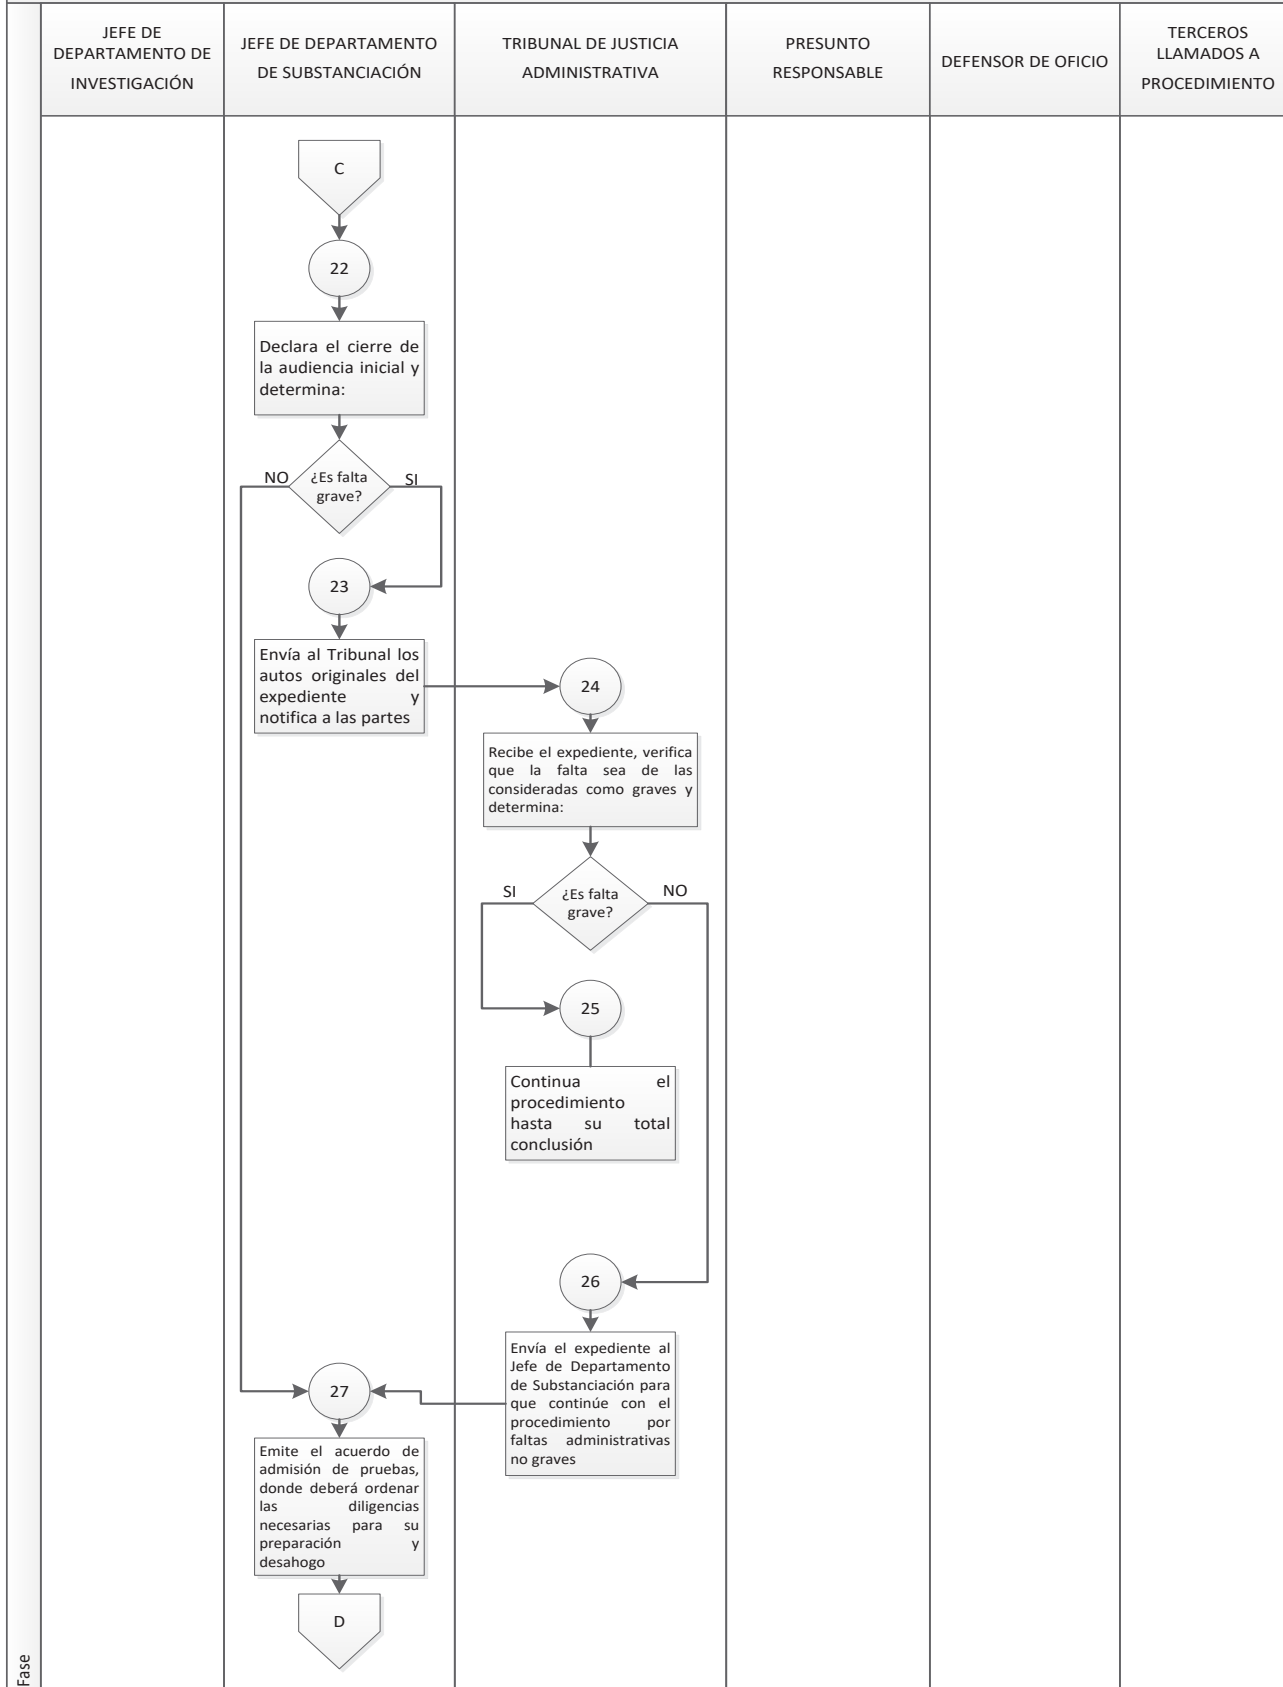 JEFE DE
DEPARTAMENTO DE
INVESTIGACIÓN
JEFE DE DEPARTAMENTO
DE SUBSTANCIACIÓN
TRIBUNAL DE JUSTICIA
ADMINISTRATIVA
PRESUNTO
RESPONSABLE
DEFENSOR DE OFICIO
TERCEROS
LLAMADOS A
PROCEDIMIENTO
C
22
Declara el cierre de
la audiencia inicial y
determina:
NO
¿Es falta
grave?
SI
23
Envía al Tribunal los
autos originales del
expediente y
notifica a las partes
24
Recibe el expediente, verifica
que la falta sea de las
consideradas como graves y
determina:
SI
¿Es falta
grave?
NO
25
Continua el
procedimiento
hasta su total
conclusión
26
Envía el expediente al
Jefe de Departamento
de Substanciación para
que continúe con el
procedimiento por
faltas administrativas
no graves
27
Emite el acuerdo de
admisión de pruebas,
donde deberá ordenar
las diligencias
necesarias para su
preparación y
desahogo
D
Fase